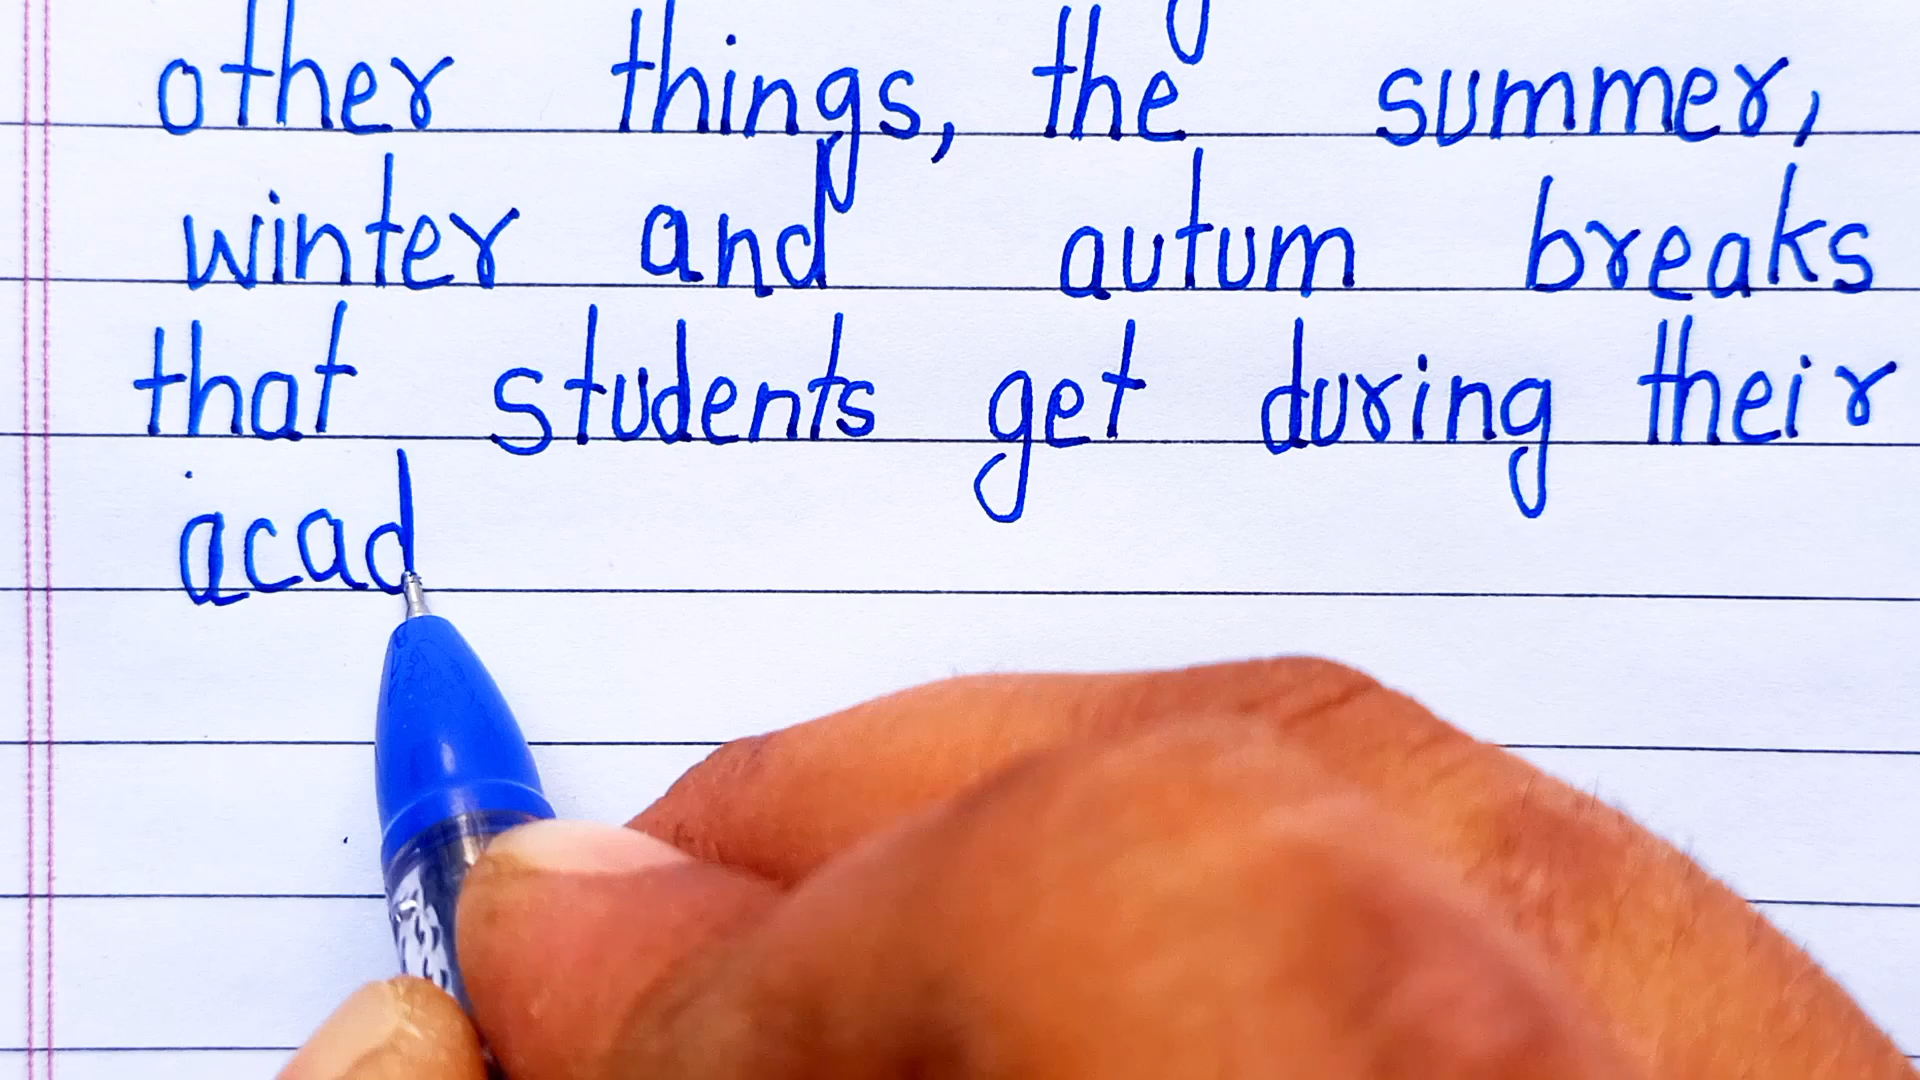 other things, the summer,
winter and autum breaks
that students get during their
acad